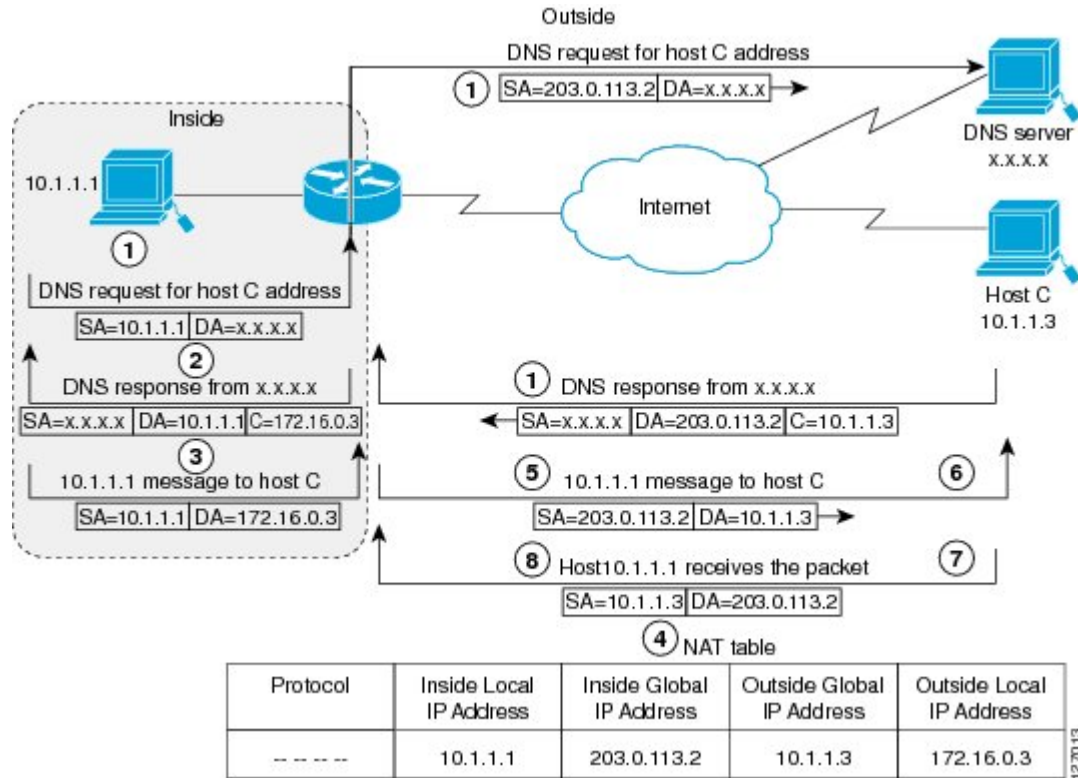 Outside
DNS request for host C address
1 SA=203.0.113.2 DA=x.x.x.x
Inside
10.1.1.1
Internet
DNS server
x.x.x.x
Host C
10.1.1.3
1
DNS request for host C address
SA=10.1.1.1 DA=x.x.x.x
2
DNS response from x.x.x.x
SA=x.x.x.x DA=10.1.1.1 C=172.16.0.3
1 DNS response from x.x.x.x
SA=x.x.x.x DA=203.0.113.2 C=10.1.1.3
3
10.1.1.1 message to host C
SA=10.1.1.1 DA=172.16.0.3
5 10.1.1.1 message to host C 6
SA=203.0.113.2 DA=10.1.1.3
8 Host10.1.1.1 receives the packet 7
SA=10.1.1.3 DA=203.0.113.2
4 NAT table
Protocol
Inside Local
IP Address
Inside Global
IP Address
Outside Global
IP Address
Outside Local
IP Address
-- -- -- -- 10.1.1.1 203.0.113.2 10.1.1.3 172.16.0.3